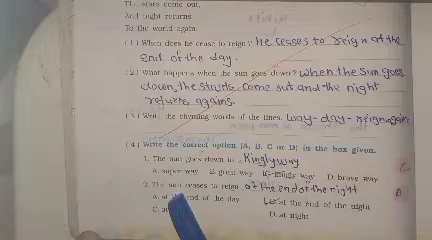 The stars come out.
And night returns
To the world again.
(1) When does he cease to reign? He ceases to reign at the
end of the day.
(2) What happens when the sun goes down? When the sun goes
down, the stars come out and the night
returns agains.
(3) Write the rhyming words of the lines. way-day-reign-again
(4) Write the correct option [A, B, C or D] in the box given.
1. The sun goes down in a Kingly way C
A. super way B. great way C. kingly way D. brave way
2. The sun ceases to reign at the end of the night
A. at the end of the day B. at the end of the night
D. at night